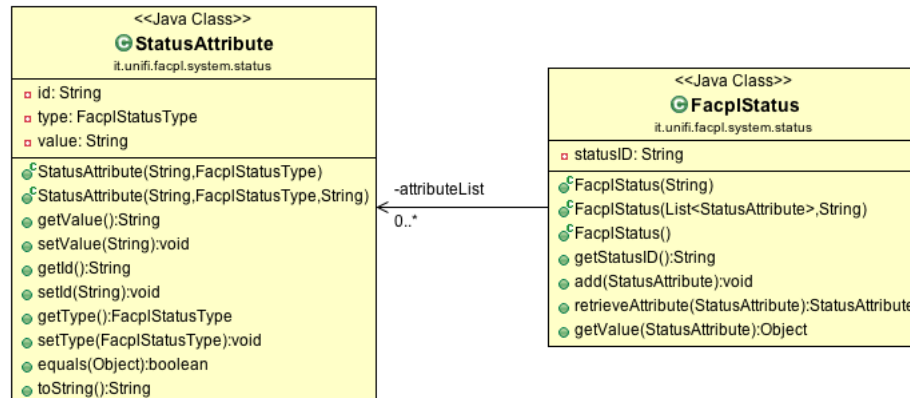 <<Java Class>>
StatusAttribute
it.unifi.facpl.system.status
id: String
type: FacplStatusType
value: String
StatusAttribute(String,FacplStatusType)
StatusAttribute(String,FacplStatusType,String)
getValue():String
setValue(String):void
getId():String
setId(String):void
getType():FacplStatusType
setType(FacplStatusType):void
equals(Object):boolean
toString():String
-attributeList
0..*
<<Java Class>>
FacplStatus
it.unifi.facpl.system.status
statusID: String
FacplStatus(String)
FacplStatus(List<StatusAttribute>,String)
FacplStatus()
getStatusID():String
add(StatusAttribute):void
retrieveAttribute(StatusAttribute):StatusAttribute
getValue(StatusAttribute):Object